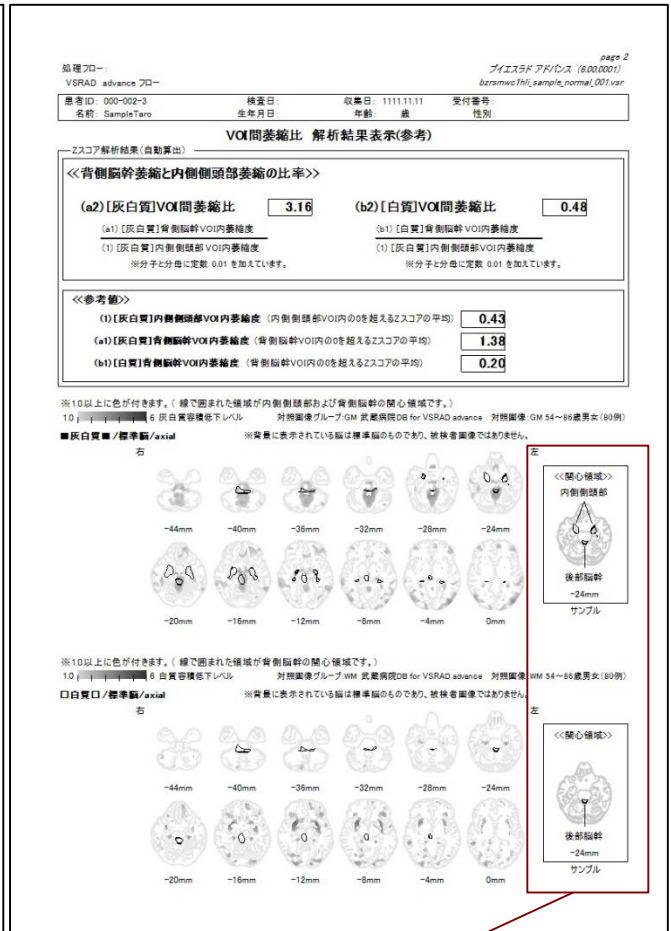 page 2
処理フロー:
ブイエスラド アドバンス (6.00.0001)
VSRAD advance フロー
bzrsmwc1hli_sample_normal_001.vsr
患者ID: 000-002-3 検査日: 収集日: 1111.11.11 受付番号:
名前: SampleTaro 生年月日: 年齢: 歳 性別:
VOI間萎縮比 解析結果表示(参考)
Zスコア解析結果(自動算出)
≪背側脳幹萎縮と内側側頭部萎縮の比率≫
(a2)[灰白質]VOI間萎縮比 3.16 (b2)[白質]VOI間萎縮比 0.48
(a1)[灰白質]背側脳幹VOI内萎縮度 (b1)[白質]背側脳幹VOI内萎縮度
(1)[灰白質]内側側頭部VOI内萎縮度 (1)[灰白質]内側側頭部VOI内萎縮度
※分子と分母に定数 0.01 を加えています。 ※分子と分母に定数 0.01 を加えています。
≪参考値≫
(1)[灰白質]内側側頭部VOI内萎縮度 (内側側頭部VOI内の0を超えるZスコアの平均) 0.43
(a1)[灰白質]背側脳幹VOI内萎縮度 (背側脳幹VOI内の0を超えるZスコアの平均) 1.38
(b1)[白質]背側脳幹VOI内萎縮度 (背側脳幹VOI内の0を超えるZスコアの平均) 0.20
※1.0以上に色が付きます。( 線で囲まれた領域が内側側頭部および背側脳幹の関心領域です。)
1.0 6 灰白質容積低下レベル 対照画像グループ:GM 武蔵病院DB for VSRAD advance 対照画像: GM 54~86歳男女(80例)
■灰白質■/標準脳/axial ※背景に表示されている脳は標準脳のものであり、被検者画像ではありません。
右 左
≪関心領域≫
内側側頭部
-44mm -40mm -36mm -32mm -28mm -24mm
後部脳幹
-24mm
サンプル
-20mm -16mm -12mm -8mm -4mm 0mm
※1.0以上に色が付きます。( 線で囲まれた領域が背側脳幹の関心領域です。)
1.0 6 白質容積低下レベル 対照画像グループ:WM 武蔵病院DB for VSRAD advance 対照画像: WM 54~86歳男女(80例)
□白質□/標準脳/axial ※背景に表示されている脳は標準脳のものであり、被検者画像ではありません。
右 左
≪関心領域≫
-44mm -40mm -36mm -32mm -28mm -24mm
後部脳幹
-24mm
サンプル
-20mm -16mm -12mm -8mm -4mm 0mm